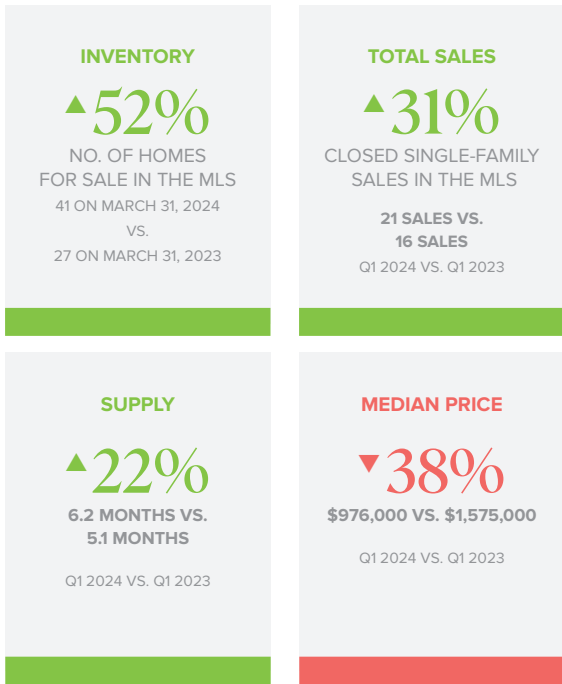 INVENTORY
▲52%
NO. OF HOMES
FOR SALE IN THE MLS
41 ON MARCH 31, 2024
VS.
27 ON MARCH 31, 2023
TOTAL SALES
▲31%
CLOSED SINGLE-FAMILY
SALES IN THE MLS
21 SALES VS.
16 SALES
Q1 2024 VS. Q1 2023
SUPPLY
▲22%
6.2 MONTHS VS.
5.1 MONTHS
Q1 2024 VS. Q1 2023
MEDIAN PRICE
▼38%
$976,000 VS. $1,575,000
Q1 2024 VS. Q1 2023